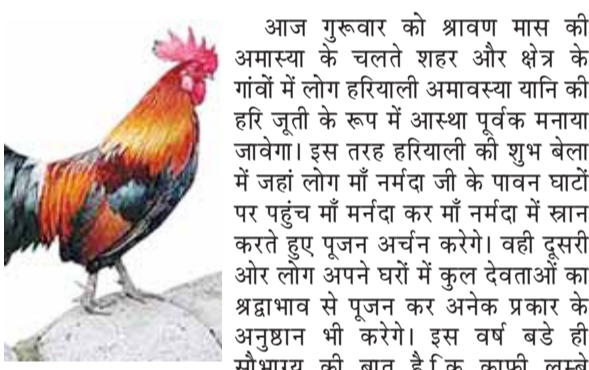 आज गुरूवार को श्रावण मास की
अमास्या के चलते शहर और क्षेत्र के
गांवों में लोग हरियाली अमावस्या यानि की
हरि जूती के रूप में आस्था पूर्वक मनाया
जावेगा। इस तरह हरियाली की शुभ बेला
में जहां लोग माँ नर्मदा जी के पावन घाटों
पर पहुंच माँ मर्नदा कर माँ नर्मदा में स्नान
करते हुए पूजन अर्चन करेगे। वही दूसरी
ओर लोग अपने घरों में कुल देवताओं का
श्रद्वाभाव से पूजन कर अनेक प्रकार के
अनुष्ठान भी करेगे। इस वर्ष बडे ही
सौभाग्य की बात है कि काफी लम्बे